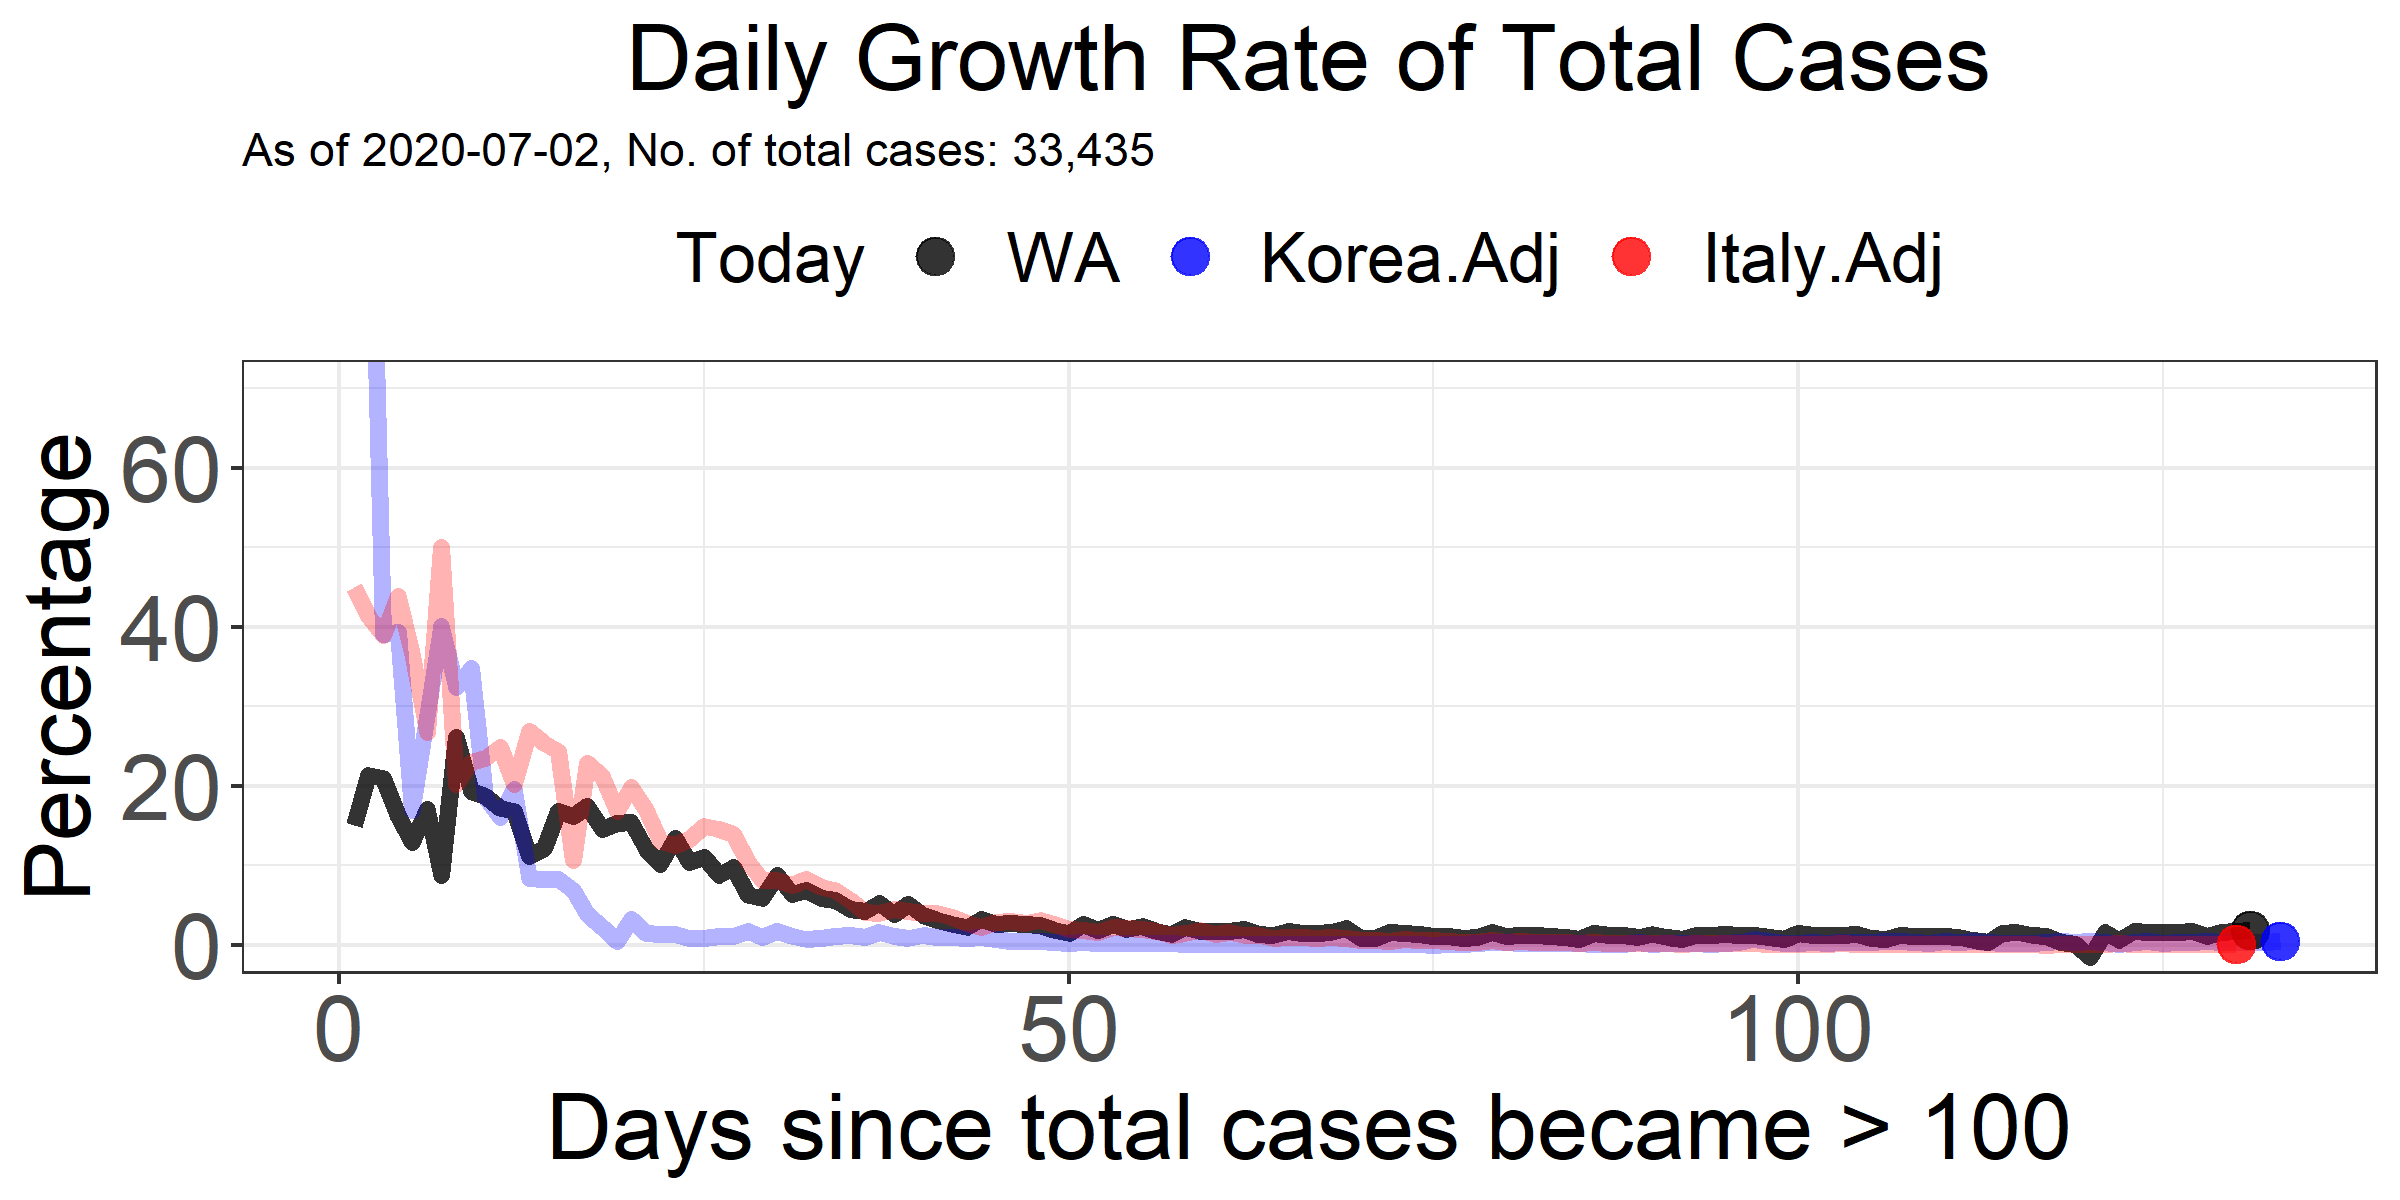 Daily Growth Rate of Total Cases
As of 2020-07-02, No. of total cases: 33,435
Today WA Korea.Adj Italy.Adj
Percentage
60
40
20
0
0 50 100
Days since total cases became > 100